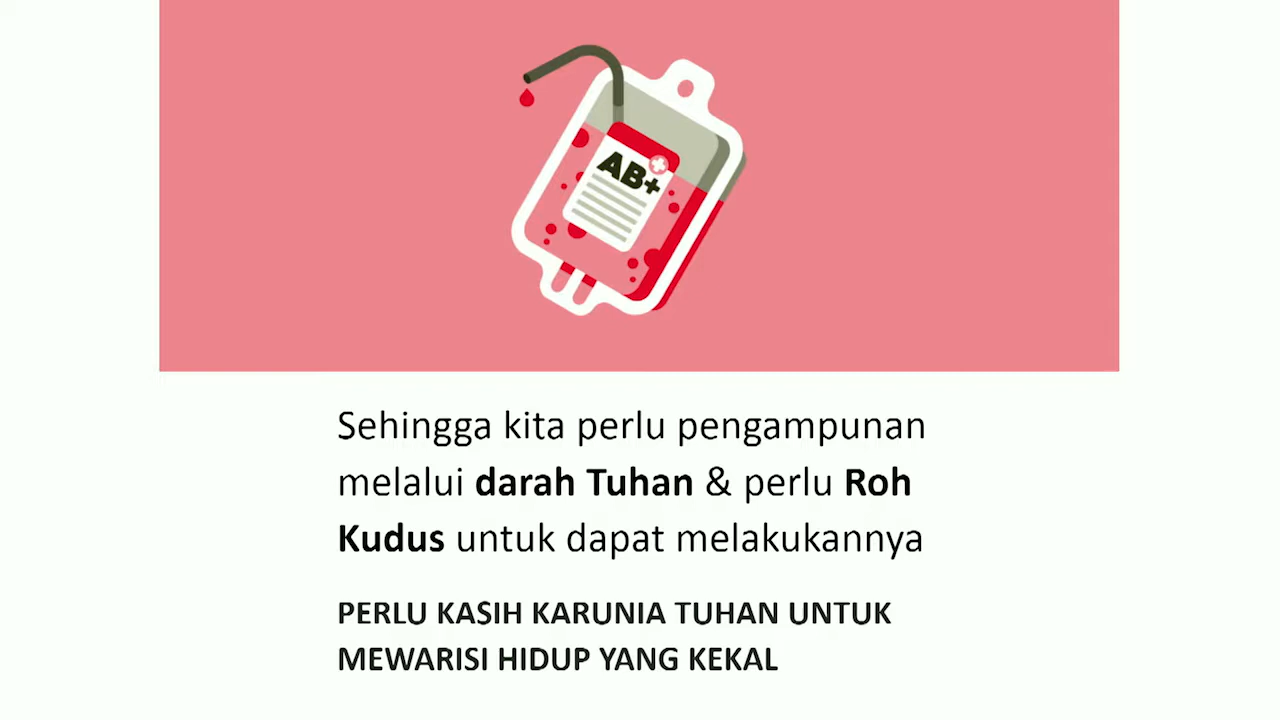 AB+
Sehingga kita perlu pengampunan
melalui darah Tuhan & perlu Roh
Kudus untuk dapat melakukannya
PERLU KASIH KARUNIA TUHAN UNTUK
MEWARISI HIDUP YANG KEKAL